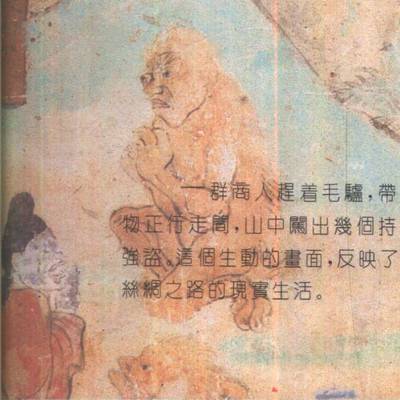 一群商人趕着毛驢，帶
物正行走間，山中闖出幾個持
強盜。這個生動的畫面，反映了
絲綢之路的現實生活。